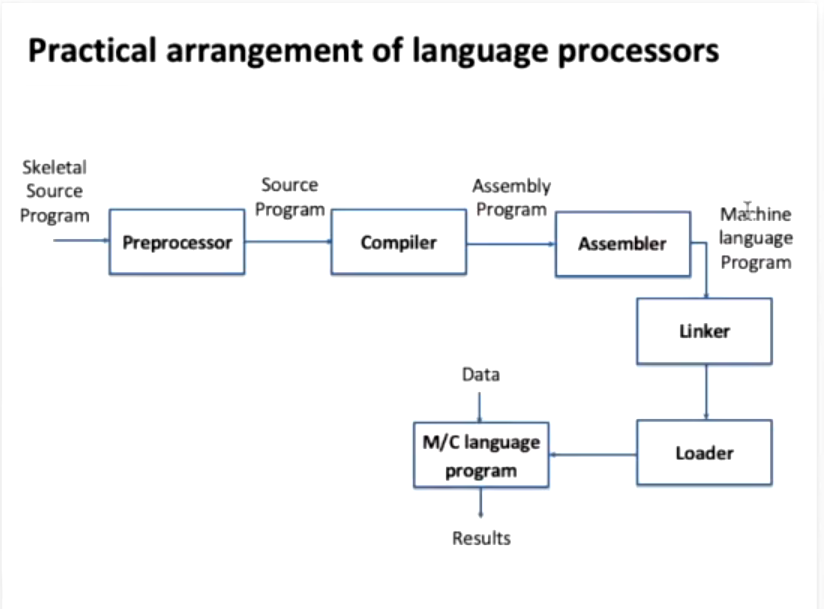 Practical arrangement of language processors
Skeletal
Source
Program
Preprocessor
Source
Program
Compiler
Assembly
Program
Assembler
Machine
language
Program
Linker
Loader
Data
M/C language
program
Results